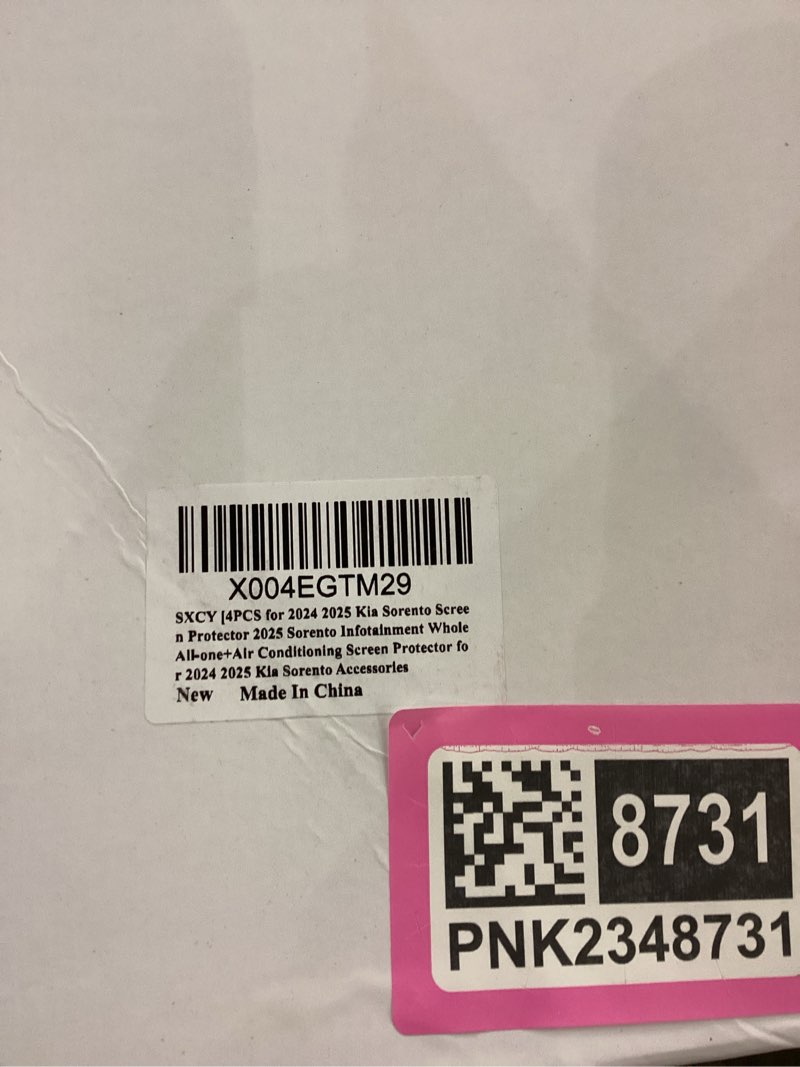 X004EGTM29
SXCY [4PCS for 2024 2025 Kia Sorento Scree
n Protector 2025 Sorento Infotainment Whole
All-one+Air Conditioning Screen Protector fo
r 2024 2025 Kia Sorento Accessories
New Made In China
8731
PNK2348731